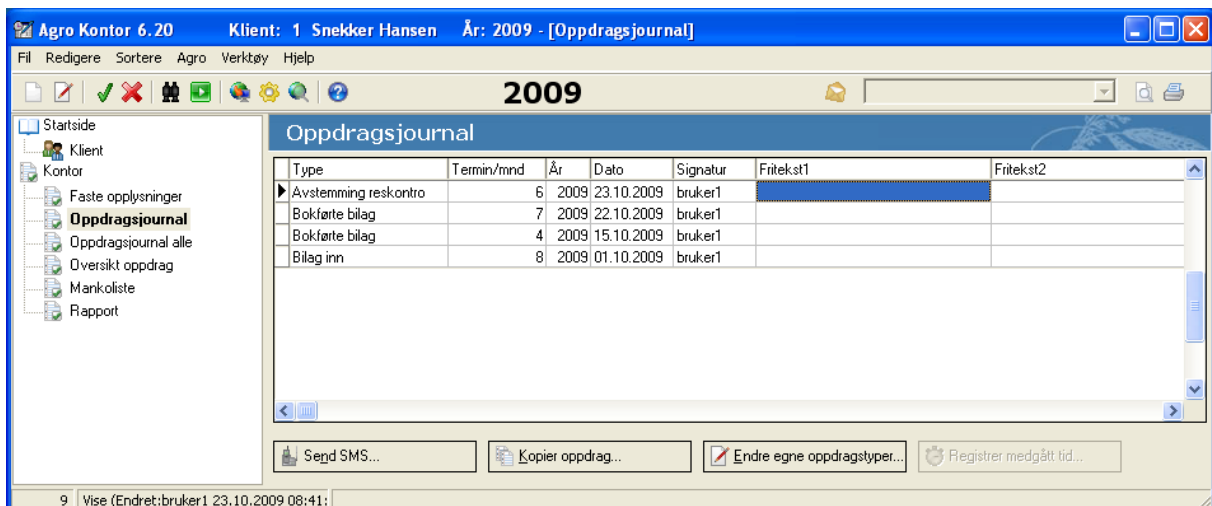 Agro Kontor 6.20 Klient: 1 Snekker Hansen År: 2009 - [Oppdragsjournal]
Fil Redigere Sortere Agro Verktøy Hjelp
2009
Startside
Klient
Kontor
Faste opplysninger
Oppdragsjournal
Oppdragsjournal alle
Oversikt oppdrag
Mankoliste
Rapport
Oppdragsjournal
Type Termin/mnd År Dato Signatur Fritekst1 Fritekst2
Avstemming reskontro 6 2009 23.10.2009 bruker1
Bokførte bilag 7 2009 22.10.2009 bruker1
Bokførte bilag 4 2009 15.10.2009 bruker1
Bilag inn 8 2009 01.10.2009 bruker1
Send SMS... Kopier oppdrag... Endre egne oppdragstyper... Registrer medgått tid...
9 Vise (Endret:bruker1 23.10.2009 08:41: